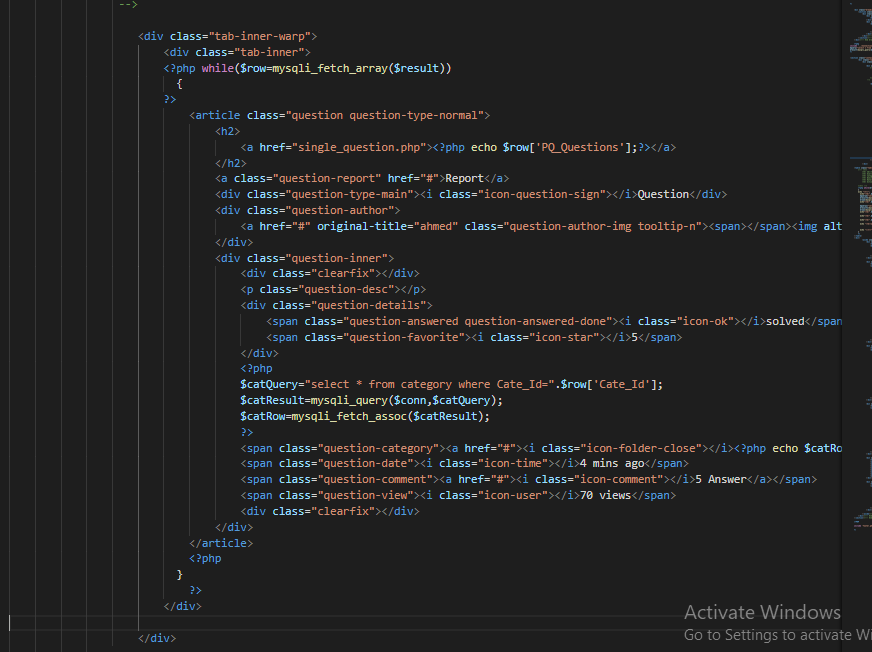 -->
<div class="tab-inner-warp">
<div class="tab-inner">
<?php while($row=mysqli_fetch_array($result))
{
?>
<article class="question question-type-normal">
<h2>
<a href="single_question.php"><?php echo $row['PQ_Questions'];?></a>
</h2>
<a class="question-report" href="#">Report</a>
<div class="question-type-main"><i class="icon-question-sign"></i>Question</div>
<div class="question-author">
<a href="#" original-title="ahmed" class="question-author-img tooltip-n"><span></span><img alt
</div>
<div class="question-inner">
<div class="clearfix"></div>
<p class="question-desc"></p>
<div class="question-details">
<span class="question-answered question-answered-done"><i class="icon-ok"></i>solved</span
<span class="question-favorite"><i class="icon-star"></i>5</span>
</div>
<?php
$catQuery="select * from category where Cate_Id=".$row['Cate_Id'];
$catResult=mysqli_query($conn,$catQuery);
$catRow=mysqli_fetch_assoc($catResult);
?>
<span class="question-category"><a href="#"><i class="icon-folder-close"></i><?php echo $catRo
<span class="question-date"><i class="icon-time"></i>4 mins ago</span>
<span class="question-comment"><a href="#"><i class="icon-comment"></i>5 Answer</a></span>
<span class="question-view"><i class="icon-user"></i>70 views</span>
<div class="clearfix"></div>
</div>
</article>
<?php
}
?>
</div>
</div>
Activate Windows
Go to Settings to activate Wi